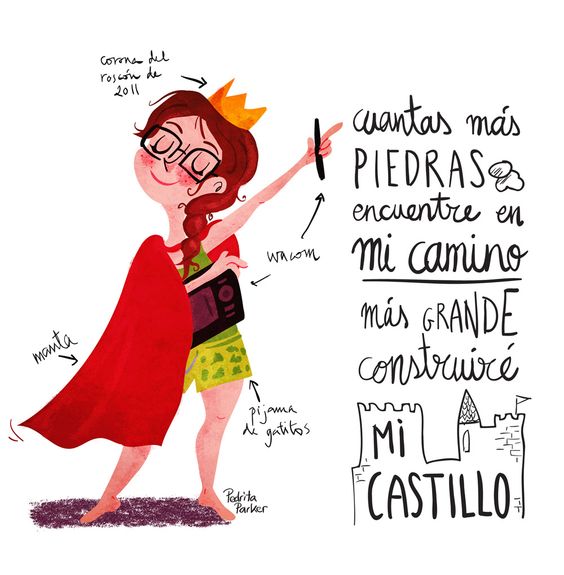 corona del
roscón de
2011
wacom
manta
pijama
de gatitos
Pedrita
Parker
cuantas más
PIEDRAS
encuentre en
mi camino
más GRANDE
construiré
MI
CASTILLO